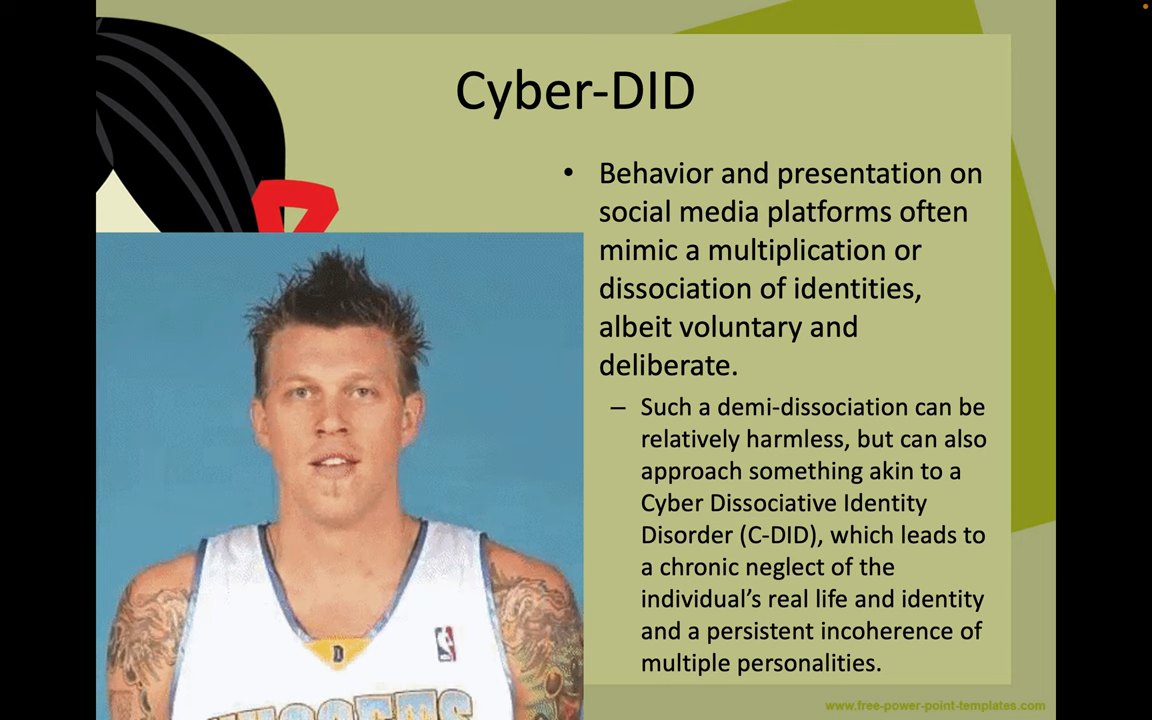 Cyber-DID
• Behavior and presentation on
social media platforms often
mimic a multiplication or
dissociation of identities,
albeit voluntary and
deliberate.
– Such a demi-dissociation can be
relatively harmless, but can also
approach something akin to a
Cyber Dissociative Identity
Disorder (C-DID), which leads to
a chronic neglect of the
individual’s real life and identity
and a persistent incoherence of
multiple personalities.
D
NUGGETS
www.free-power-point-templates.com